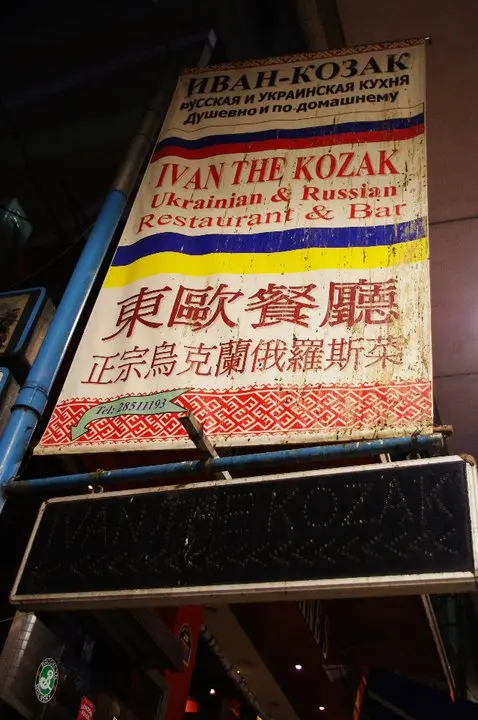 ИВАН-КОЗАК
РУССКАЯ И УКРАИНСКАЯ КУХНЯ
Душевно и по-домашнему
IVAN THE KOZAK
Ukrainian & Russian
Restaurant & Bar
東歐餐廳
正宗烏克蘭俄羅斯菜
Tel: 28511193
IVAN THE KOZAK